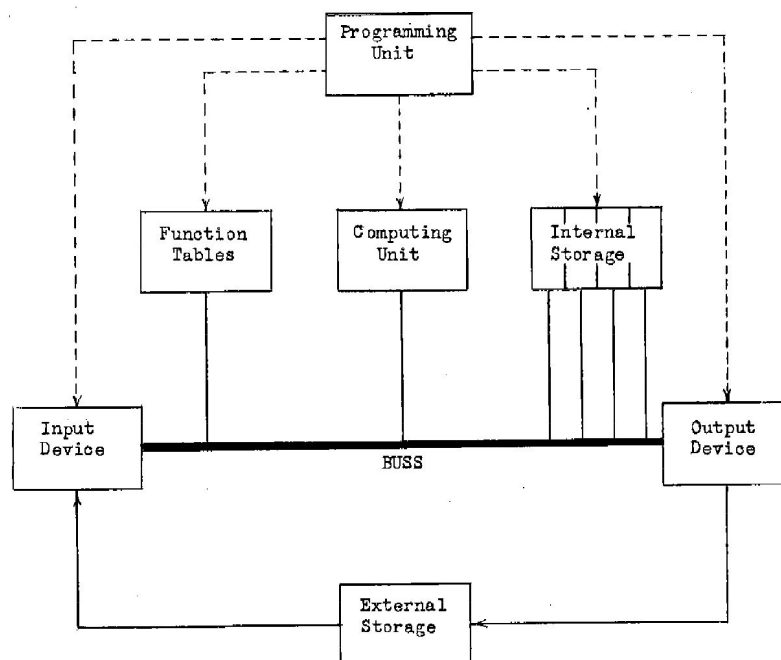 Programming
Unit
Function
Tables
Computing
Unit
Internal
Storage
Input
Device
Output
Device
BUSS
External
Storage